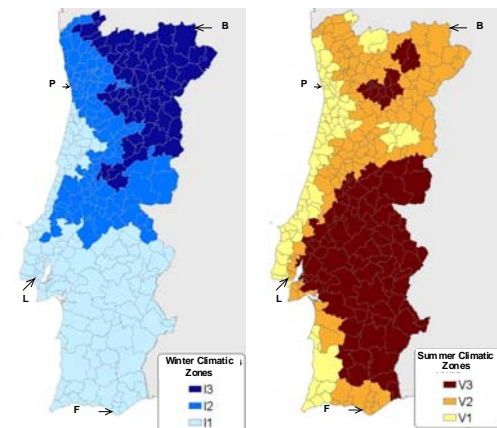 B
P
L
F
Winter Climatic
Zones
I3
I2
I1
B
P
L
F
Summer Climatic
Zones
V3
V2
V1